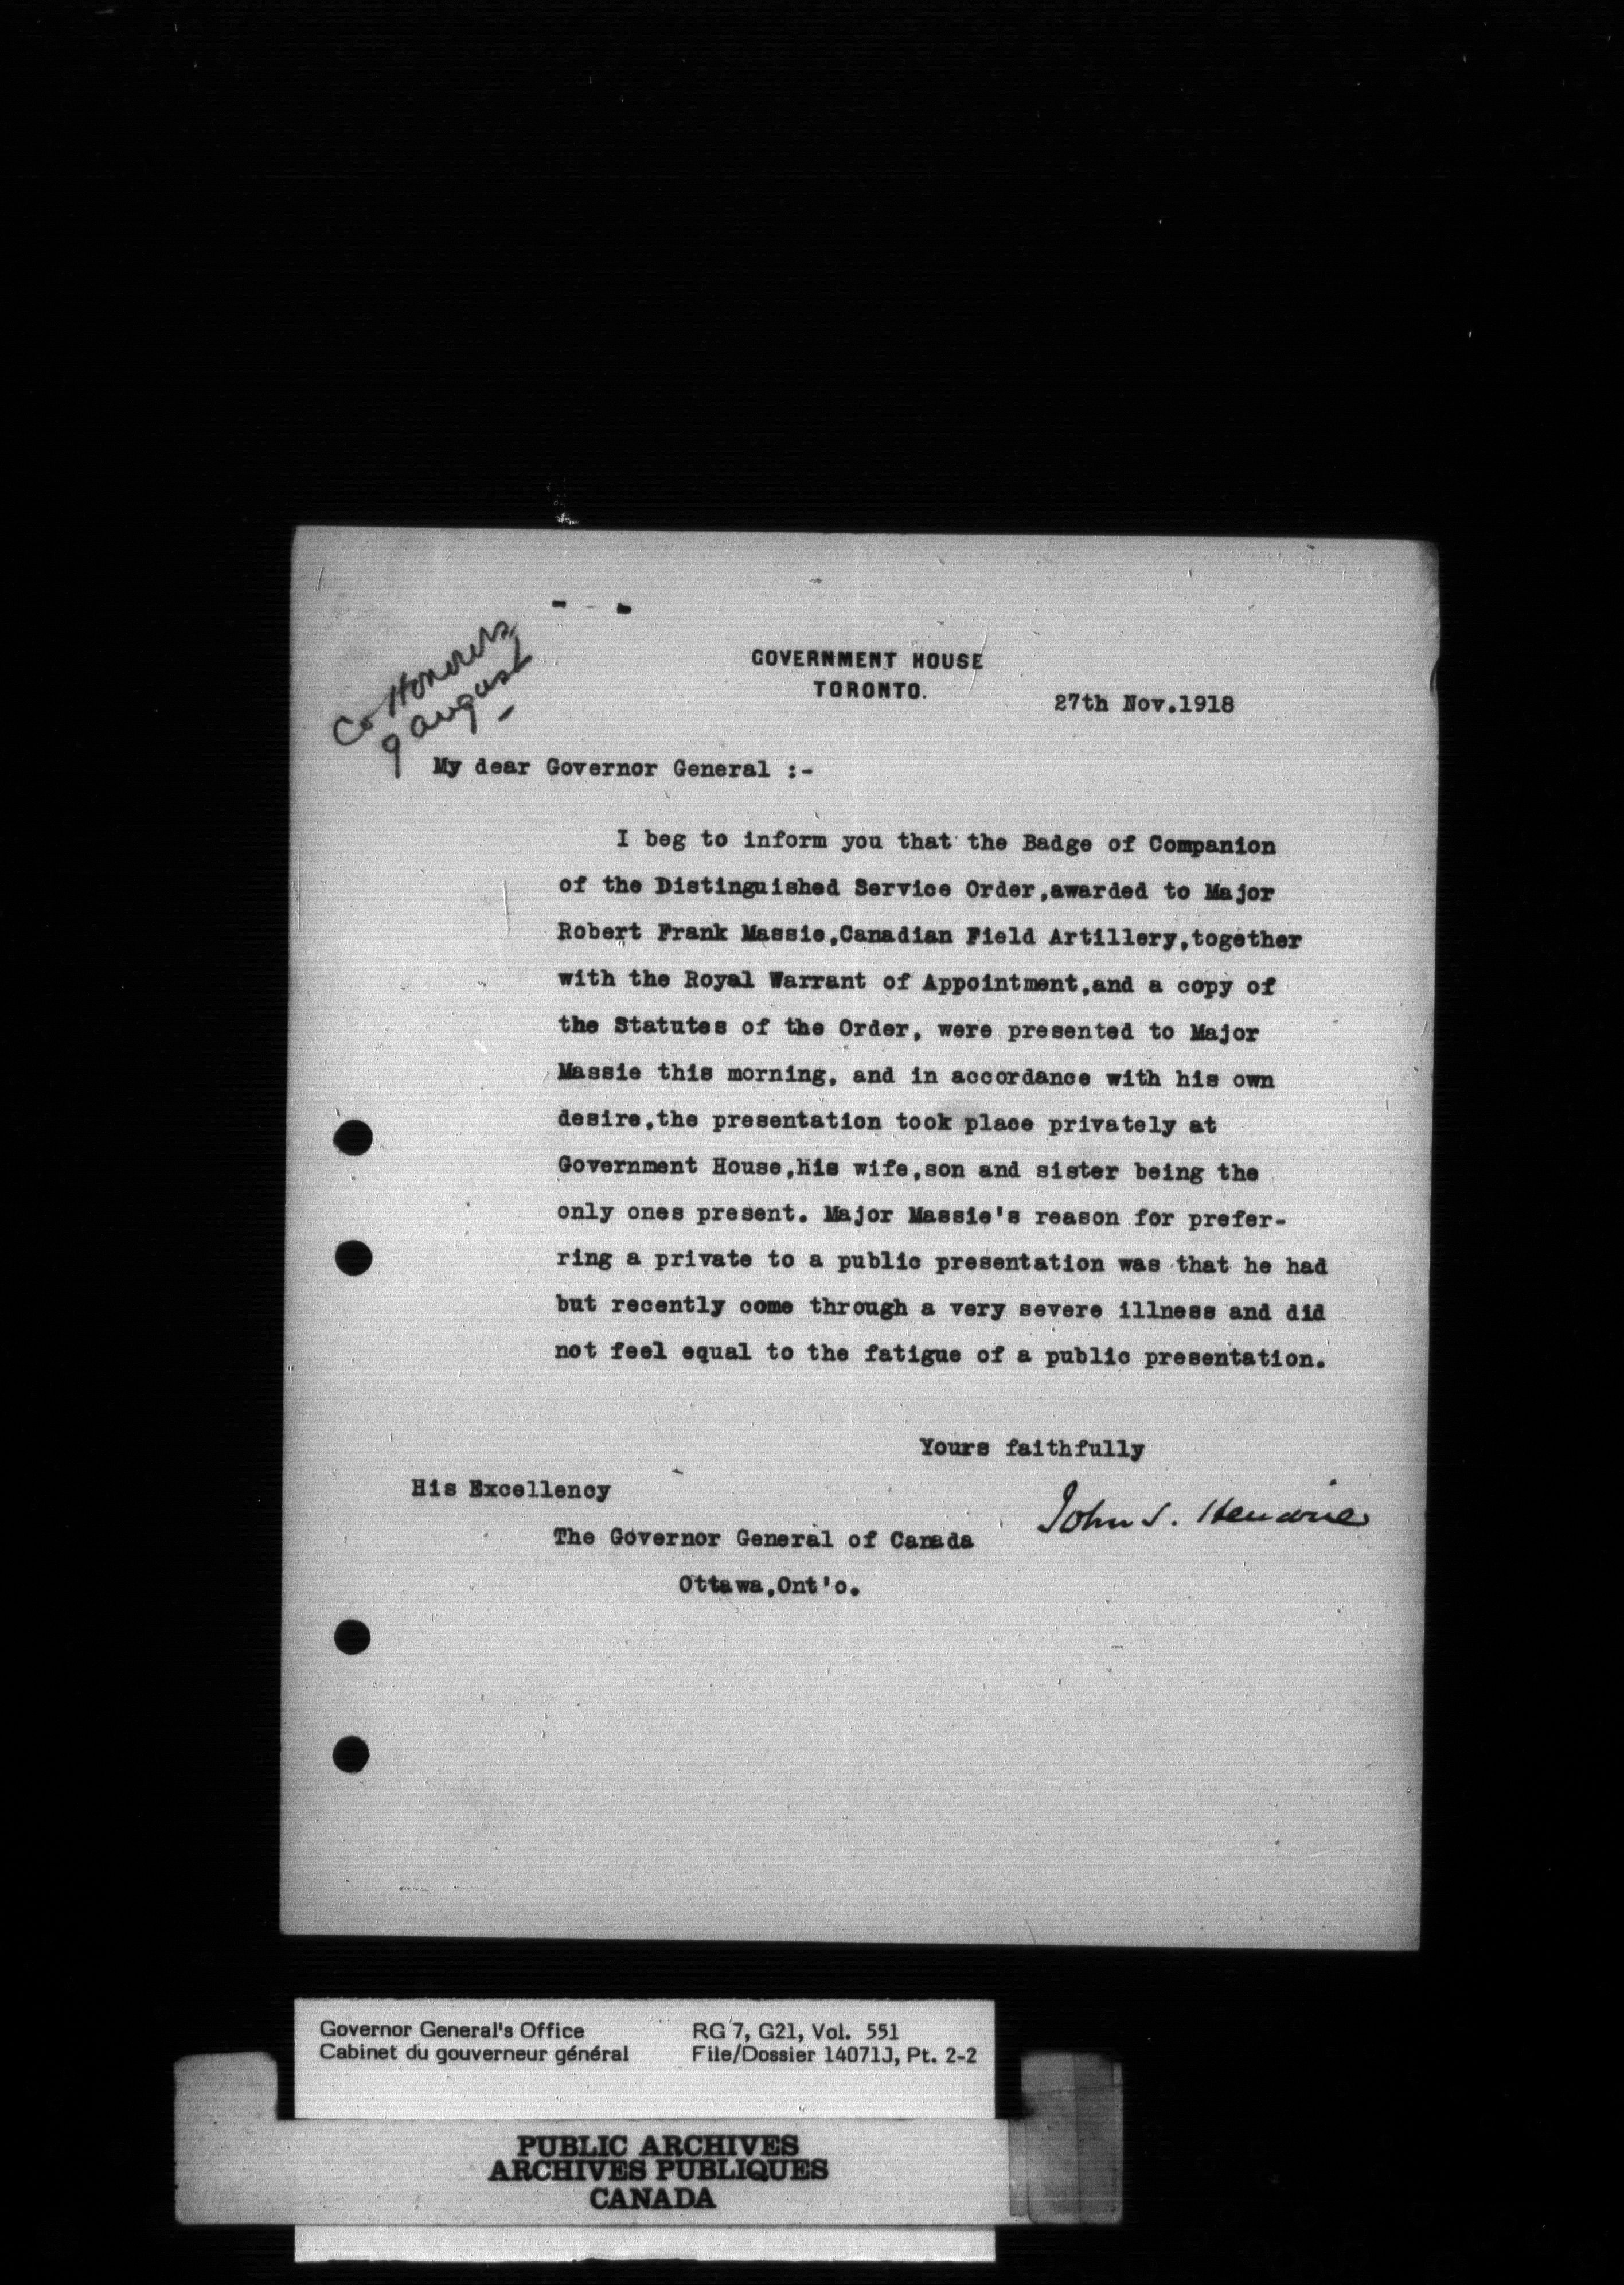 Co Honours
9 august
GOVERNMENT HOUSE
TORONTO.
27th Nov.1918
My dear Governor General :-
I beg to inform you that the Badge of Companion
of the Distinguished Service Order,awarded to Major
Robert Frank Massie,Canadian Field Artillery,together
with the Royal Warrant of Appointment,and a copy of
the Statutes of the Order, were presented to Major
Massie this morning, and in accordance with his own
desire,the presentation took place privately at
Government House,his wife,son and sister being the
only ones present. Major Massie's reason for prefer-
ring a private to a public presentation was that he had
but recently come through a very severe illness and did
not feel equal to the fatigue of a public presentation.
Yours faithfully
John S. Hendrie
His Excellency
The Governor General of Canada
Ottawa,Ont'o.
Governor General's Office
Cabinet du gouverneur général
RG 7, G21, Vol. 551
File/Dossier 14071J, Pt. 2-2
PUBLIC ARCHIVES
ARCHIVES PUBLIQUES
CANADA